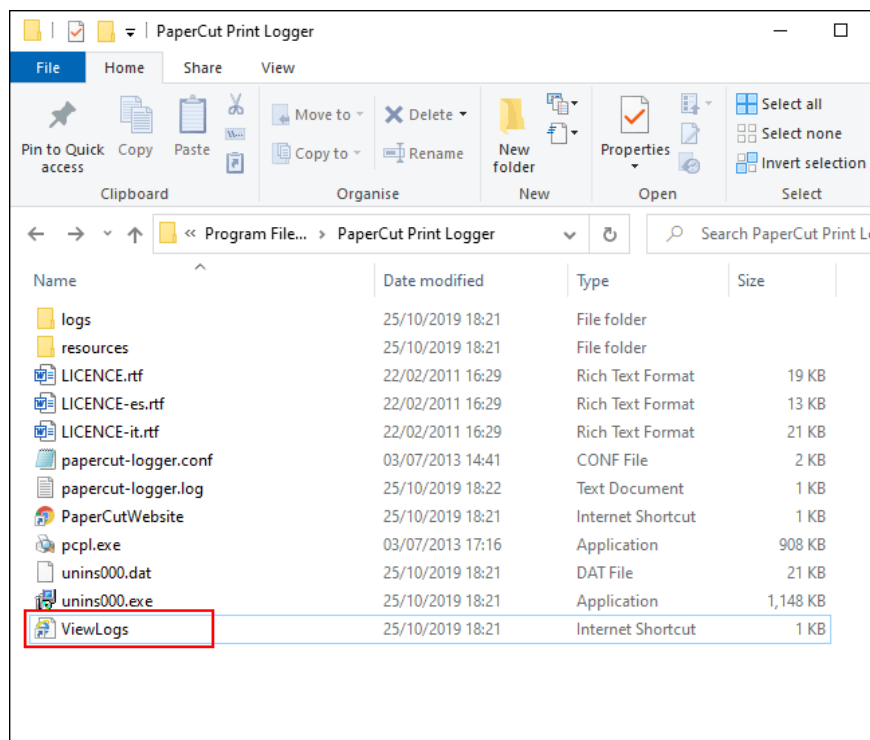 PaperCut Print Logger
File Home Share View
Pin to Quick access
Copy
Paste
Move to
Copy to
Delete
Rename
New folder
Properties
Select all
Select none
Invert selection
Clipboard Organise New Open Select
« Program File... › PaperCut Print Logger
Search PaperCut Print Lo
Name Date modified Type Size
logs 25/10/2019 18:21 File folder
resources 25/10/2019 18:21 File folder
LICENCE.rtf 22/02/2011 16:29 Rich Text Format 19 KB
LICENCE-es.rtf 22/02/2011 16:29 Rich Text Format 13 KB
LICENCE-it.rtf 22/02/2011 16:29 Rich Text Format 21 KB
papercut-logger.conf 03/07/2013 14:41 CONF File 2 KB
papercut-logger.log 25/10/2019 18:22 Text Document 1 KB
PaperCutWebsite 25/10/2019 18:21 Internet Shortcut 1 KB
pcpl.exe 03/07/2013 17:16 Application 908 KB
unins000.dat 25/10/2019 18:21 DAT File 21 KB
unins000.exe 25/10/2019 18:21 Application 1,148 KB
ViewLogs 25/10/2019 18:21 Internet Shortcut 1 KB